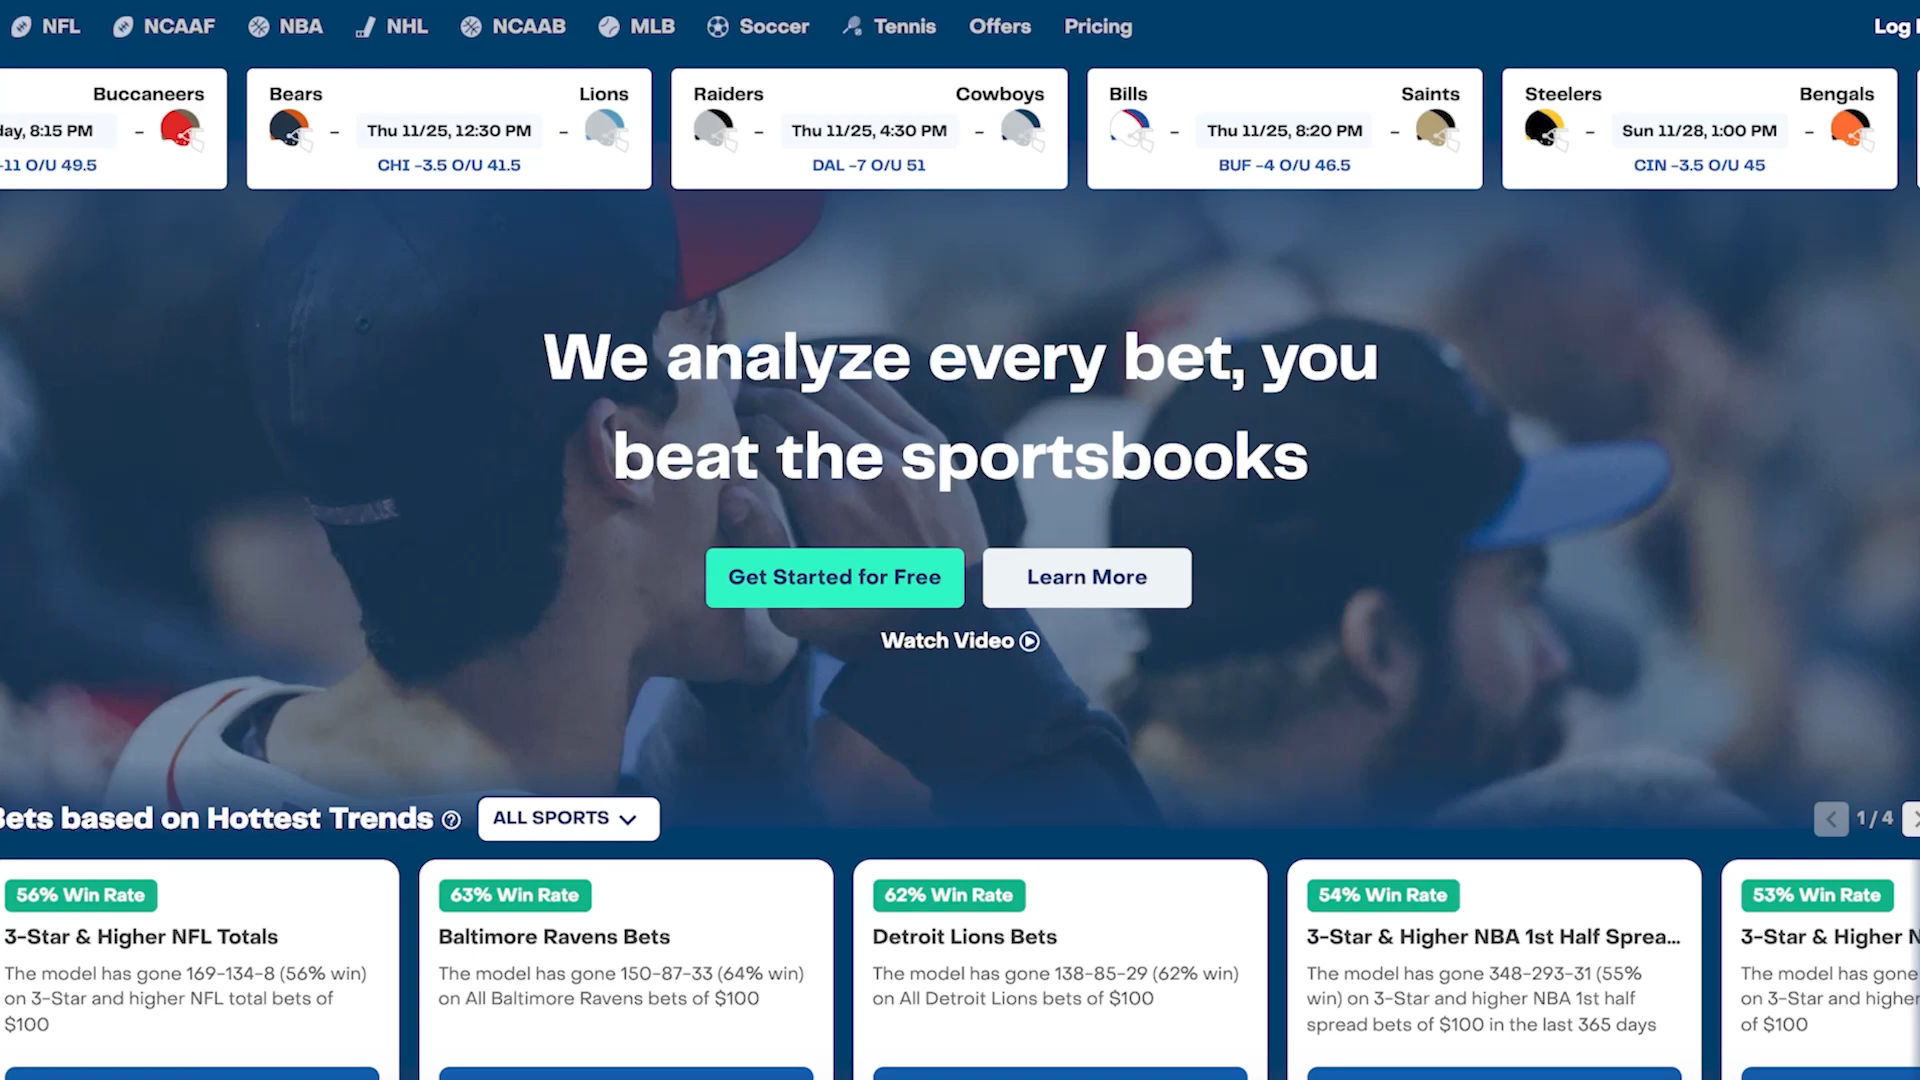 NFL NCAAF NBA NHL NCAAB MLB Soccer Tennis Offers Pricing Log
Buccaneers
8:15 PM
-11 O/U 49.5
Bears Lions
Thu 11/25, 12:30 PM
CHI -3.5 O/U 41.5
Raiders Cowboys
Thu 11/25, 4:30 PM
DAL -7 O/U 51
Bills Saints
Thu 11/25, 8:20 PM
BUF -4 O/U 46.5
Steelers Bengals
Sun 11/28, 1:00 PM
CIN -3.5 O/U 45
We analyze every bet, you
beat the sportsbooks
Get Started for Free Learn More
Watch Video
Bets based on Hottest Trends ALL SPORTS 1 / 4
56% Win Rate
3-Star & Higher NFL Totals
The model has gone 169-134-8 (56% win)
on 3-Star and higher NFL total bets of
$100
63% Win Rate
Baltimore Ravens Bets
The model has gone 150-87-33 (64% win)
on All Baltimore Ravens bets of $100
62% Win Rate
Detroit Lions Bets
The model has gone 138-85-29 (62% win)
on All Detroit Lions bets of $100
54% Win Rate
3-Star & Higher NBA 1st Half Sprea...
The model has gone 348-293-31 (55%
win) on 3-Star and higher NBA 1st half
spread bets of $100 in the last 365 days
53% Win Rate
3-Star & Higher N
The model has gone
on 3-Star and higher
of $100